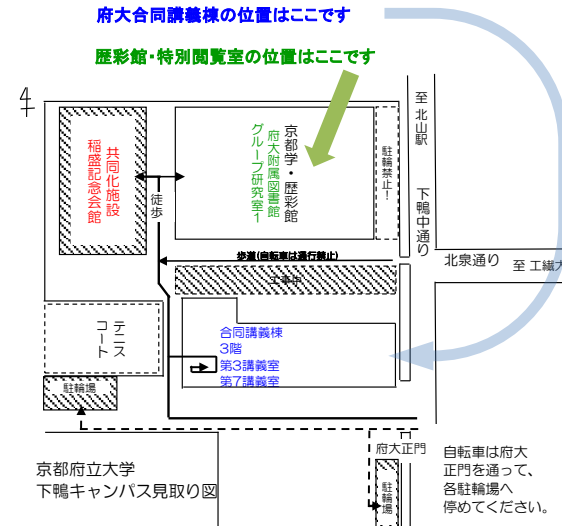 府大合同講義棟の位置はここです
歴彩館・特別閲覧室の位置はここです
至 北山駅
共同化施設
稲盛記念会館
京都学・歴彩館
府大附属図書館
グループ研究室1
駐輪禁止！
徒歩
下鴨中通り
歩道(自転車は通行禁止)
北泉通り
至 工繊大
工事中
テニス
コート
合同講義棟
3階
第3講義室
第7講義室
駐輪場
府大正門
京都府立大学
下鴨キャンパス見取り図
駐輪場
自転車は府大
正門を通って、
各駐輪場へ
停めてください。